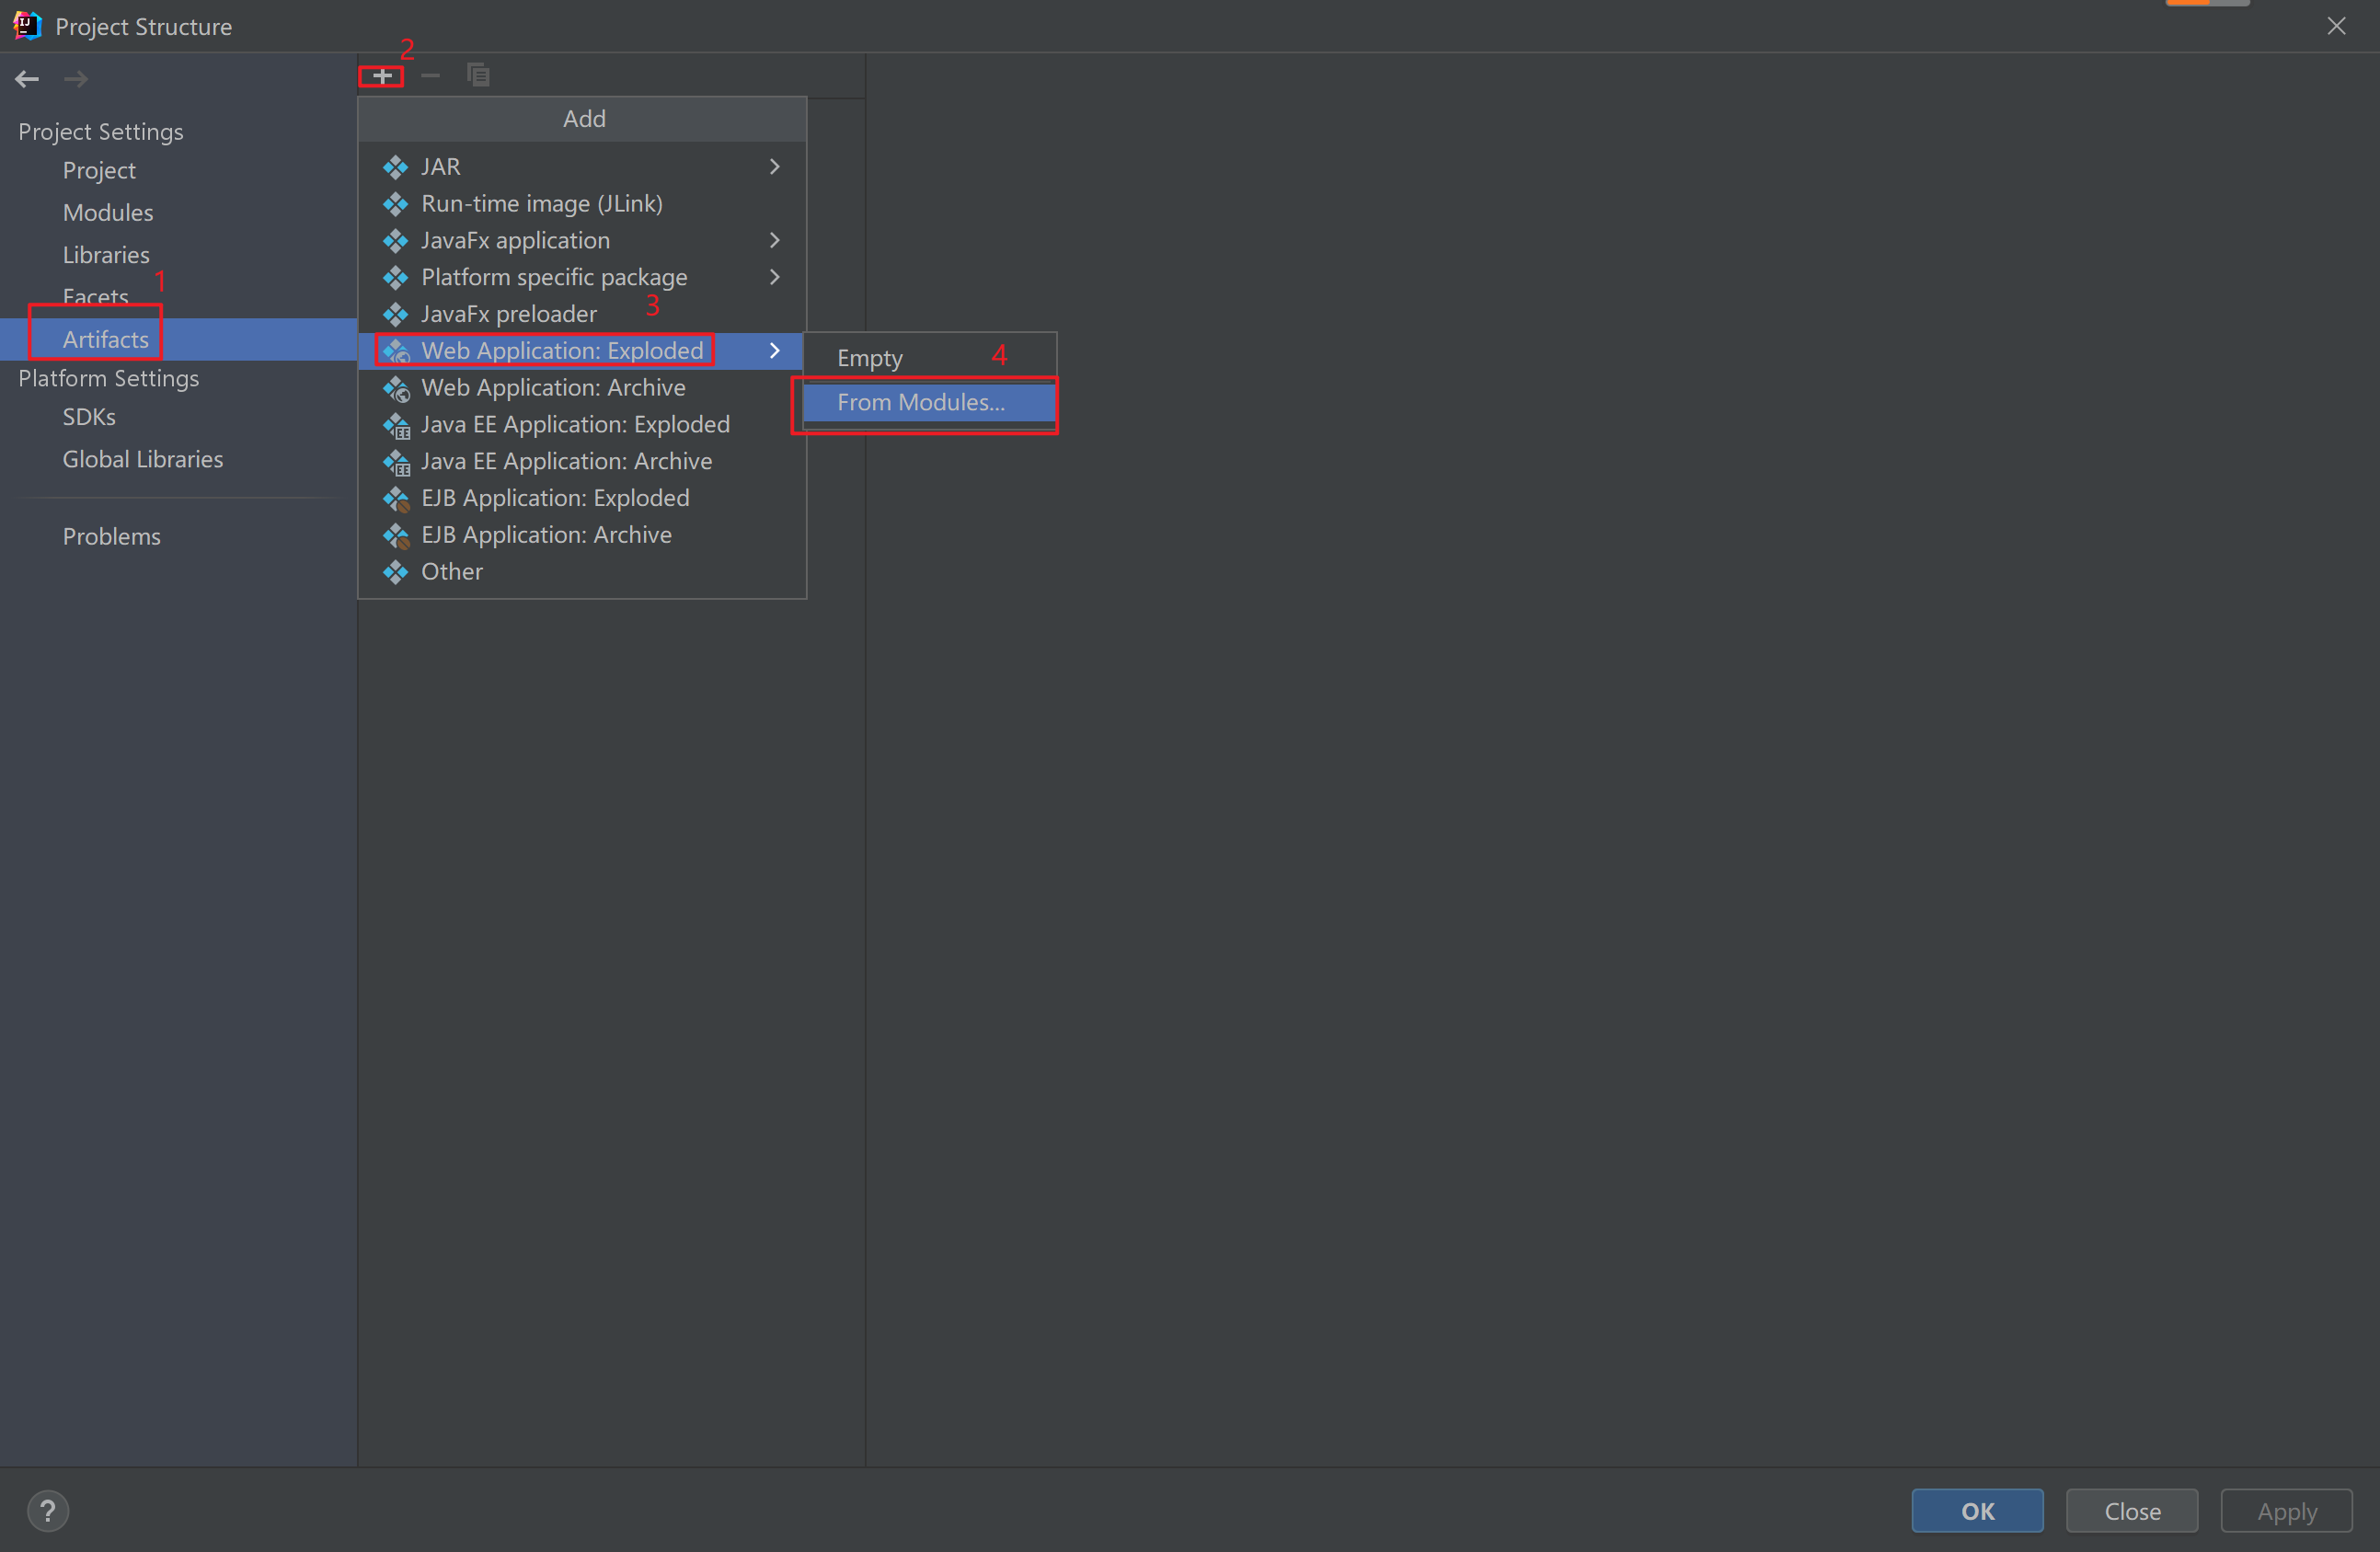 Project Structure
2
Project Settings
Project
Modules
Libraries
1
Facets
Artifacts
Platform Settings
SDKs
Global Libraries
Problems
Add
JAR
Run-time image (JLink)
JavaFx application
Platform specific package
3
JavaFx preloader
Web Application: Exploded
Web Application: Archive
Java EE Application: Exploded
Java EE Application: Archive
EJB Application: Exploded
EJB Application: Archive
Other
Empty
4
From Modules...
?
OK
Close
Apply